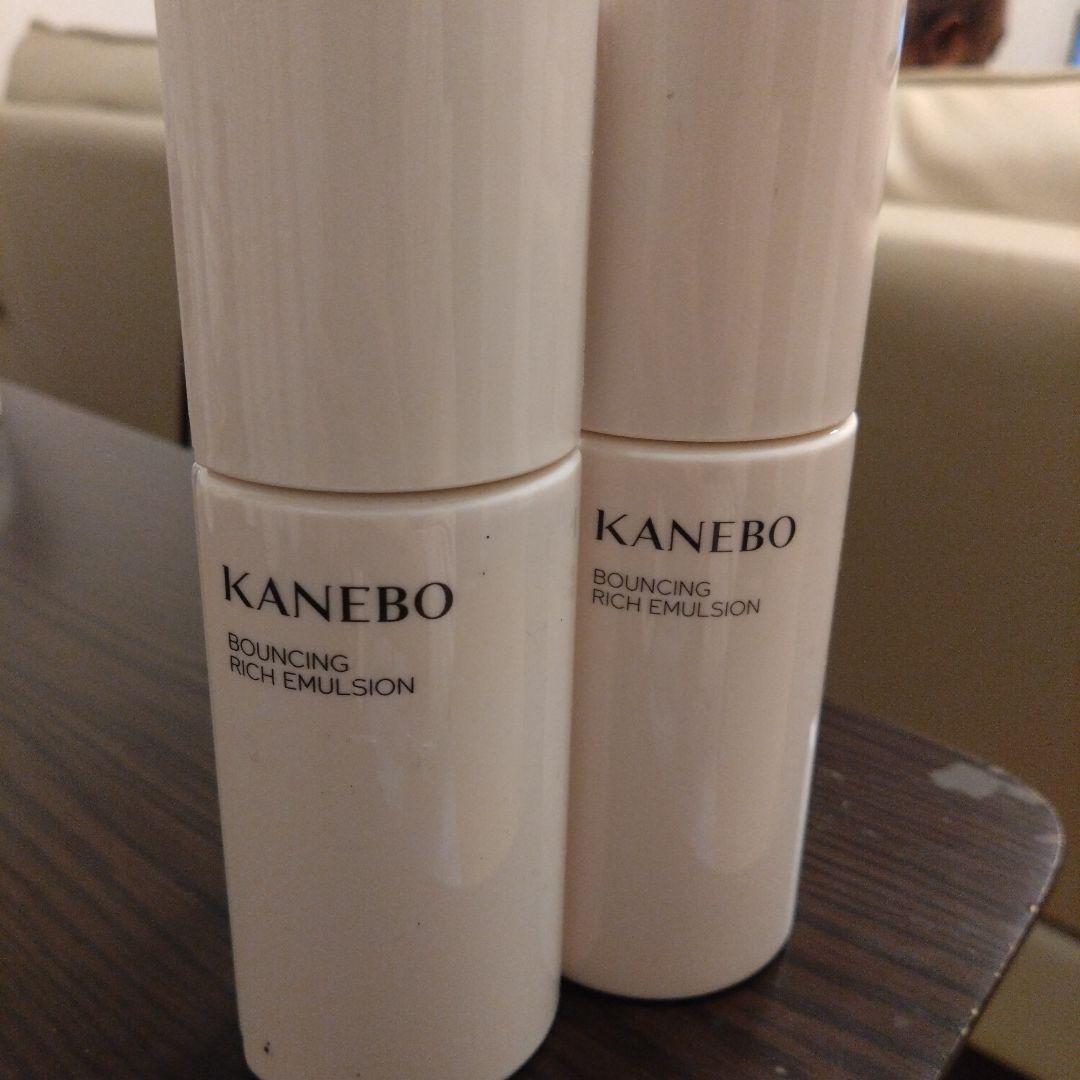 KANEBO
BOUNCING
RICH EMULSION
KANEBO
BOUNCING
RICH EMULSION